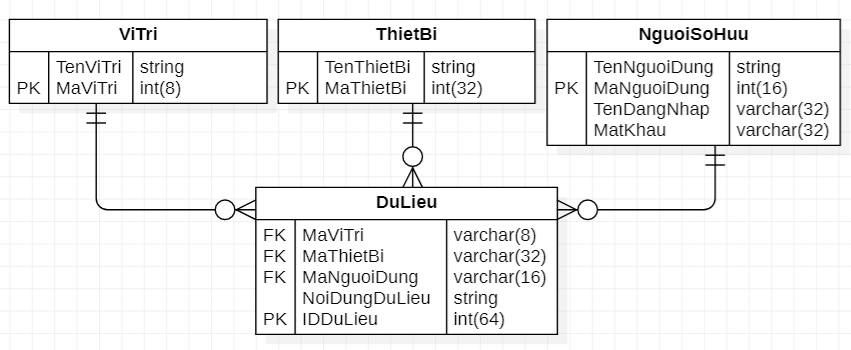 ViTri
TenViTri string
PK MaViTri int(8)
ThietBi
TenThietBi string
PK MaThietBi int(32)
NguoiSoHuu
TenNguoiDung string
PK MaNguoiDung int(16)
TenDangNhap varchar(32)
MatKhau varchar(32)
DuLieu
FK MaViTri varchar(8)
FK MaThietBi varchar(32)
FK MaNguoiDung varchar(16)
NoiDungDuLieu string
PK IDDuLieu int(64)